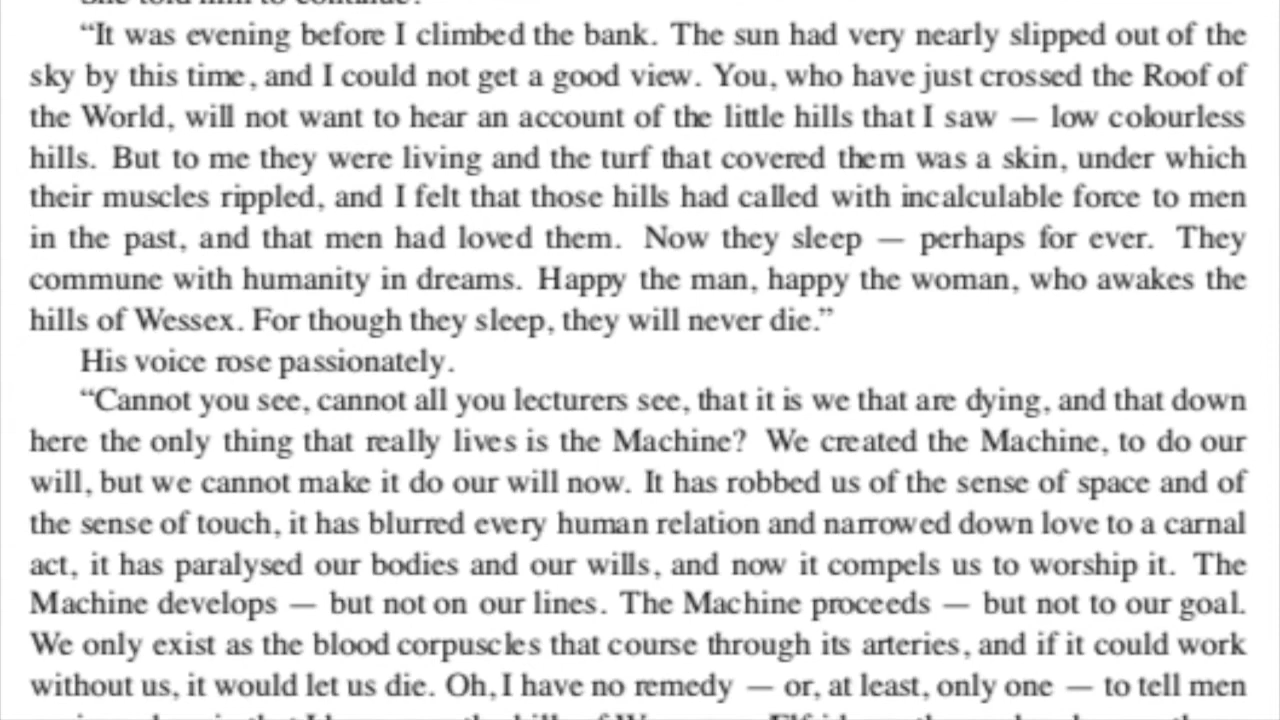 “It was evening before I climbed the bank. The sun had very nearly slipped out of the
sky by this time, and I could not get a good view. You, who have just crossed the Roof of
the World, will not want to hear an account of the little hills that I saw — low colourless
hills. But to me they were living and the turf that covered them was a skin, under which
their muscles rippled, and I felt that those hills had called with incalculable force to men
in the past, and that men had loved them. Now they sleep — perhaps for ever. They
commune with humanity in dreams. Happy the man, happy the woman, who awakes the
hills of Wessex. For though they sleep, they will never die.”
His voice rose passionately.
“Cannot you see, cannot all you lecturers see, that it is we that are dying, and that down
here the only thing that really lives is the Machine? We created the Machine, to do our
will, but we cannot make it do our will now. It has robbed us of the sense of space and of
the sense of touch, it has blurred every human relation and narrowed down love to a carnal
act, it has paralysed our bodies and our wills, and now it compels us to worship it. The
Machine develops — but not on our lines. The Machine proceeds — but not to our goal.
We only exist as the blood corpuscles that course through its arteries, and if it could work
without us, it would let us die. Oh, I have no remedy — or, at least, only one — to tell men